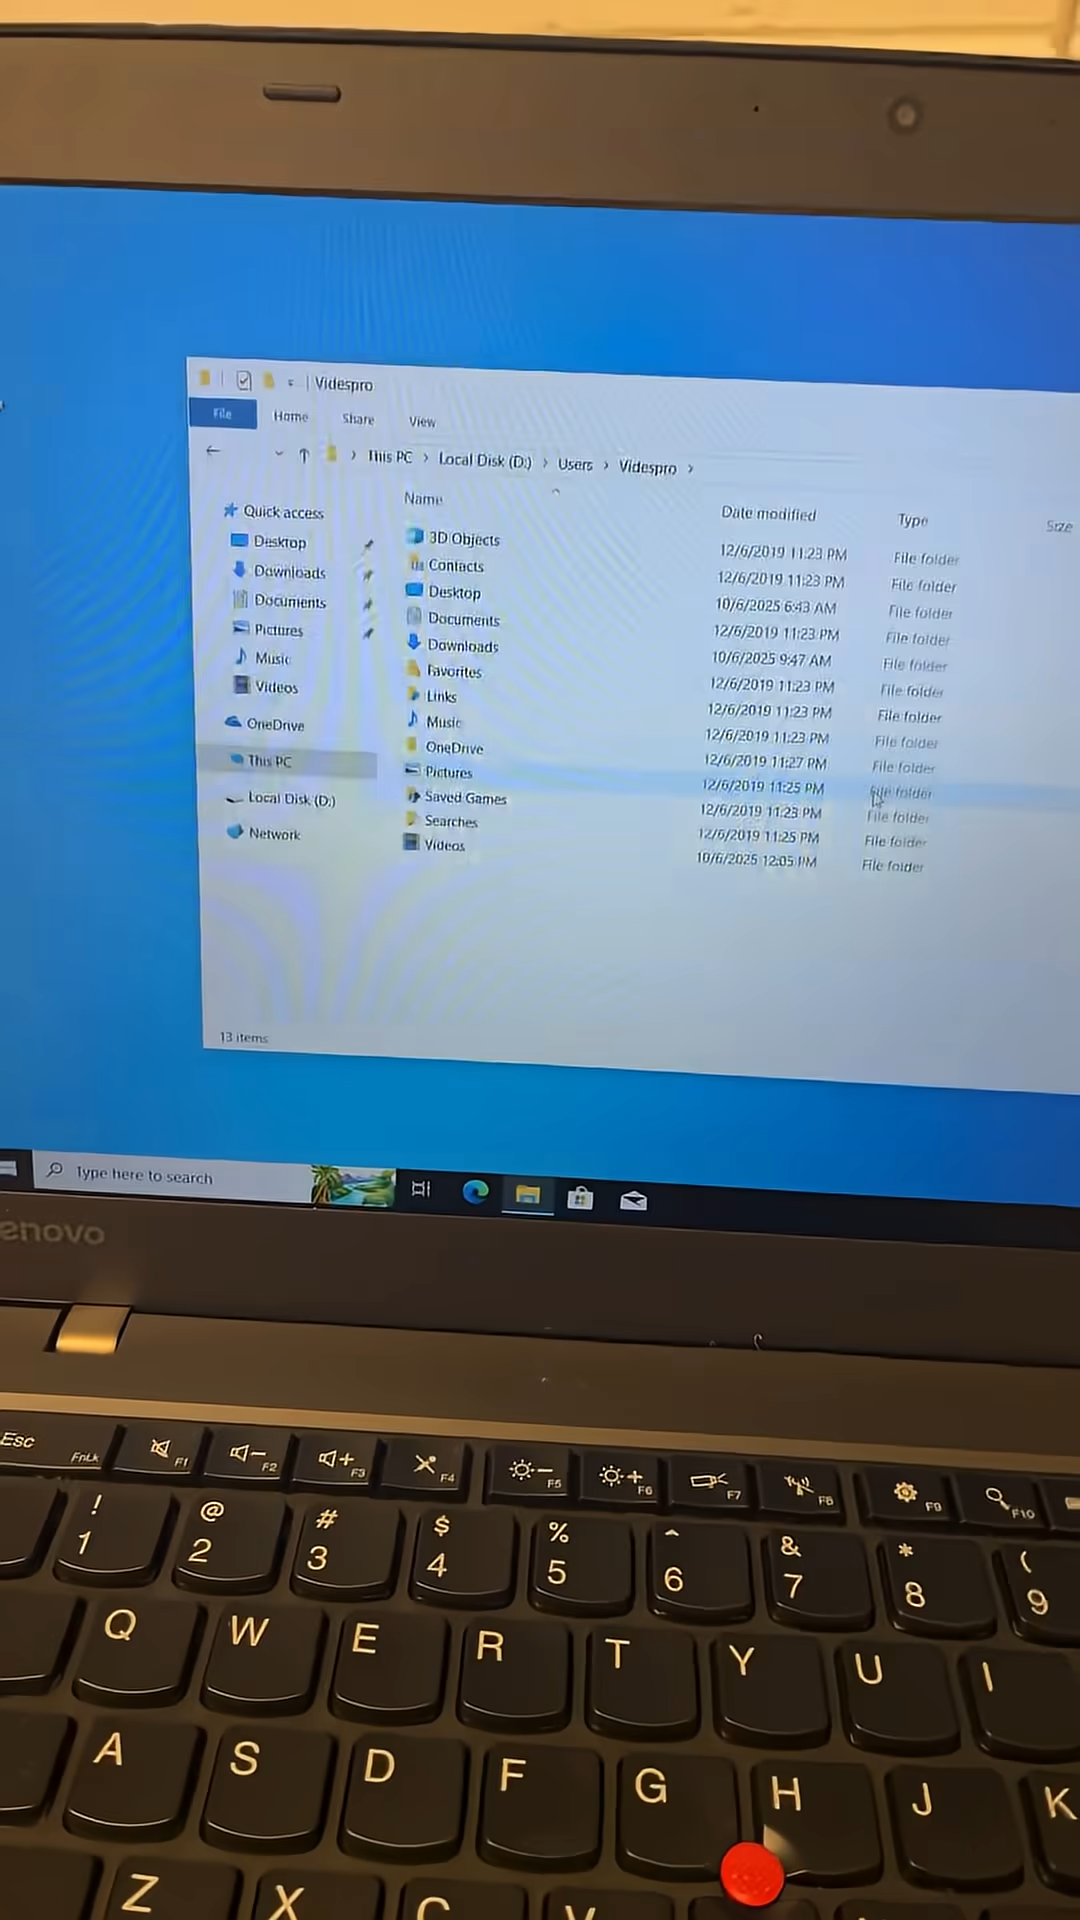 Videspro
File Home Share View
This PC > Local Disk (D:) > Users > Videspro >
Name Date modified Type Size
Quick access
Desktop
Downloads
Documents
Pictures
Music
Videos
OneDrive
This PC
Local Disk (D:)
Network
3D Objects 12/6/2019 11:23 PM File folder
Contacts 12/6/2019 11:23 PM File folder
Desktop 10/6/2025 6:43 AM File folder
Documents 12/6/2019 11:23 PM File folder
Downloads 10/6/2025 9:47 AM File folder
Favorites 12/6/2019 11:23 PM File folder
Links 12/6/2019 11:23 PM File folder
Music 12/6/2019 11:23 PM File folder
OneDrive 12/6/2019 11:27 PM File folder
Pictures 12/6/2019 11:25 PM File folder
Saved Games 12/6/2019 11:23 PM File folder
Searches 12/6/2019 11:25 PM File folder
Videos 10/6/2025 12:05 PM File folder
13 items
Type here to search
enovo
Esc FnLk F1 F2 F3 F4 F5 F6 F7 F8 F9 F10
! @ # $ % ^ & * (
1 2 3 4 5 6 7 8 9
Q W E R T Y U I
A S D F G H J K
Z X C V